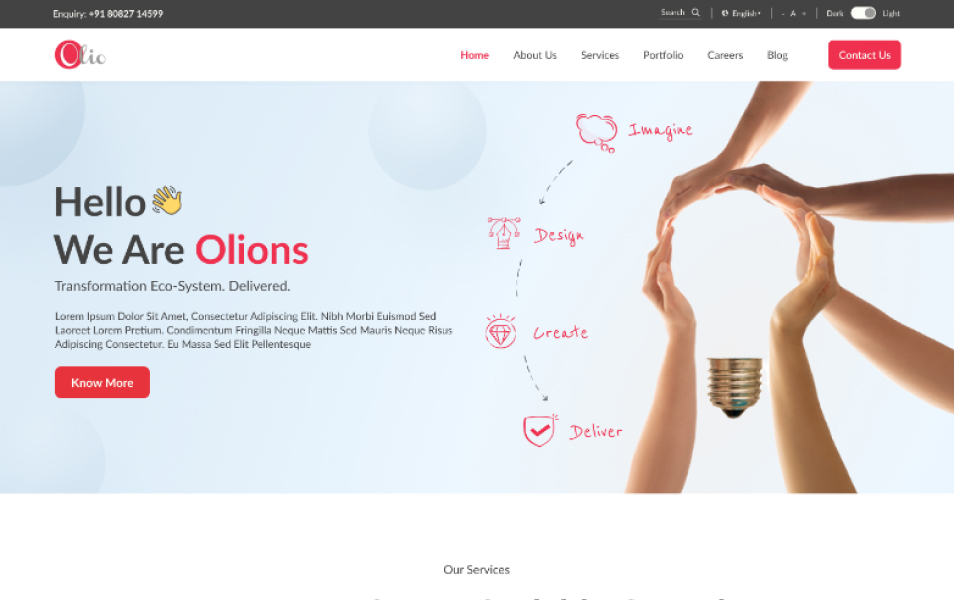 Enquiry: +91 80827 14599
Search
English
- A +
Dark
Light
Olio
Home
About Us
Services
Portfolio
Careers
Blog
Contact Us
Hello
We Are Olions
Transformation Eco-System. Delivered.
Lorem Ipsum Dolor Sit Amet, Consectetur Adipiscing Elit. Nibh Morbi Euismod Sed
Laoreet Lorem Pretium. Condimentum Fringilla Neque Mattis Sed Mauris Neque Risus
Adipiscing Consectetur. Eu Massa Sed Elit Pellentesque
Know More
Imagine
Design
Create
Deliver
Our Services